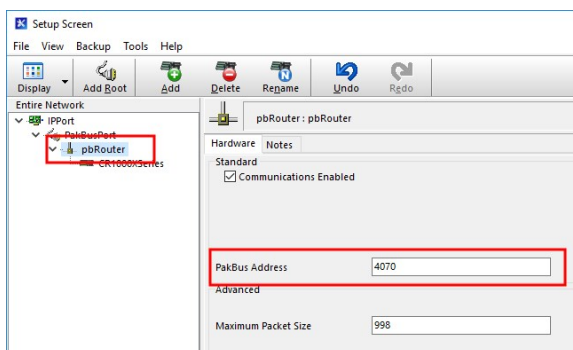 Setup Screen
File View Backup Tools Help
Display Add Root Add Delete Rename Undo Redo
Entire Network
IPPort
PakBusPort
pbRouter
CR1000XSeries
pbRouter : pbRouter
Hardware Notes
Standard
Communications Enabled
PakBus Address 4070
Advanced
Maximum Packet Size 998